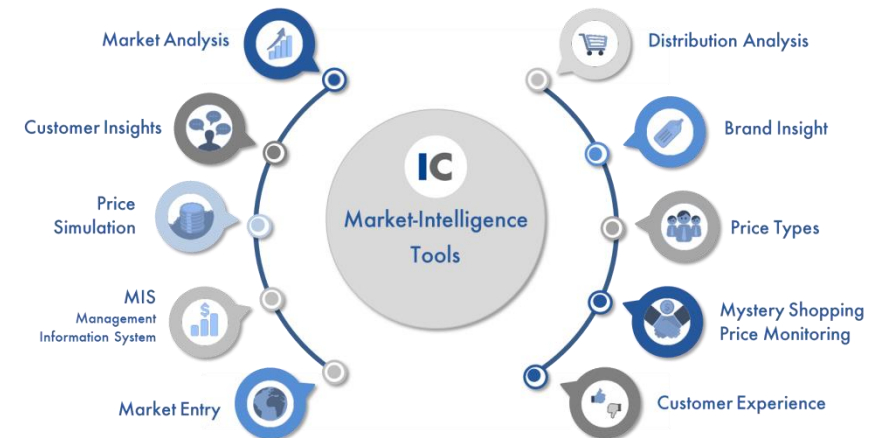 Market Analysis
Customer Insights
Price
Simulation
MIS
Management
Information System
Market Entry
IC
Market-Intelligence
Tools
Distribution Analysis
Brand Insight
Price Types
Mystery Shopping
Price Monitoring
Customer Experience
$